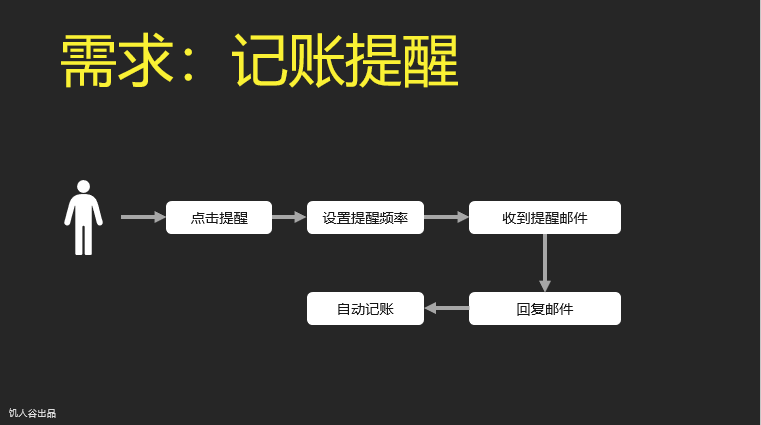 需求：记账提醒
点击提醒
设置提醒频率
收到提醒邮件
回复邮件
自动记账
饥人谷出品